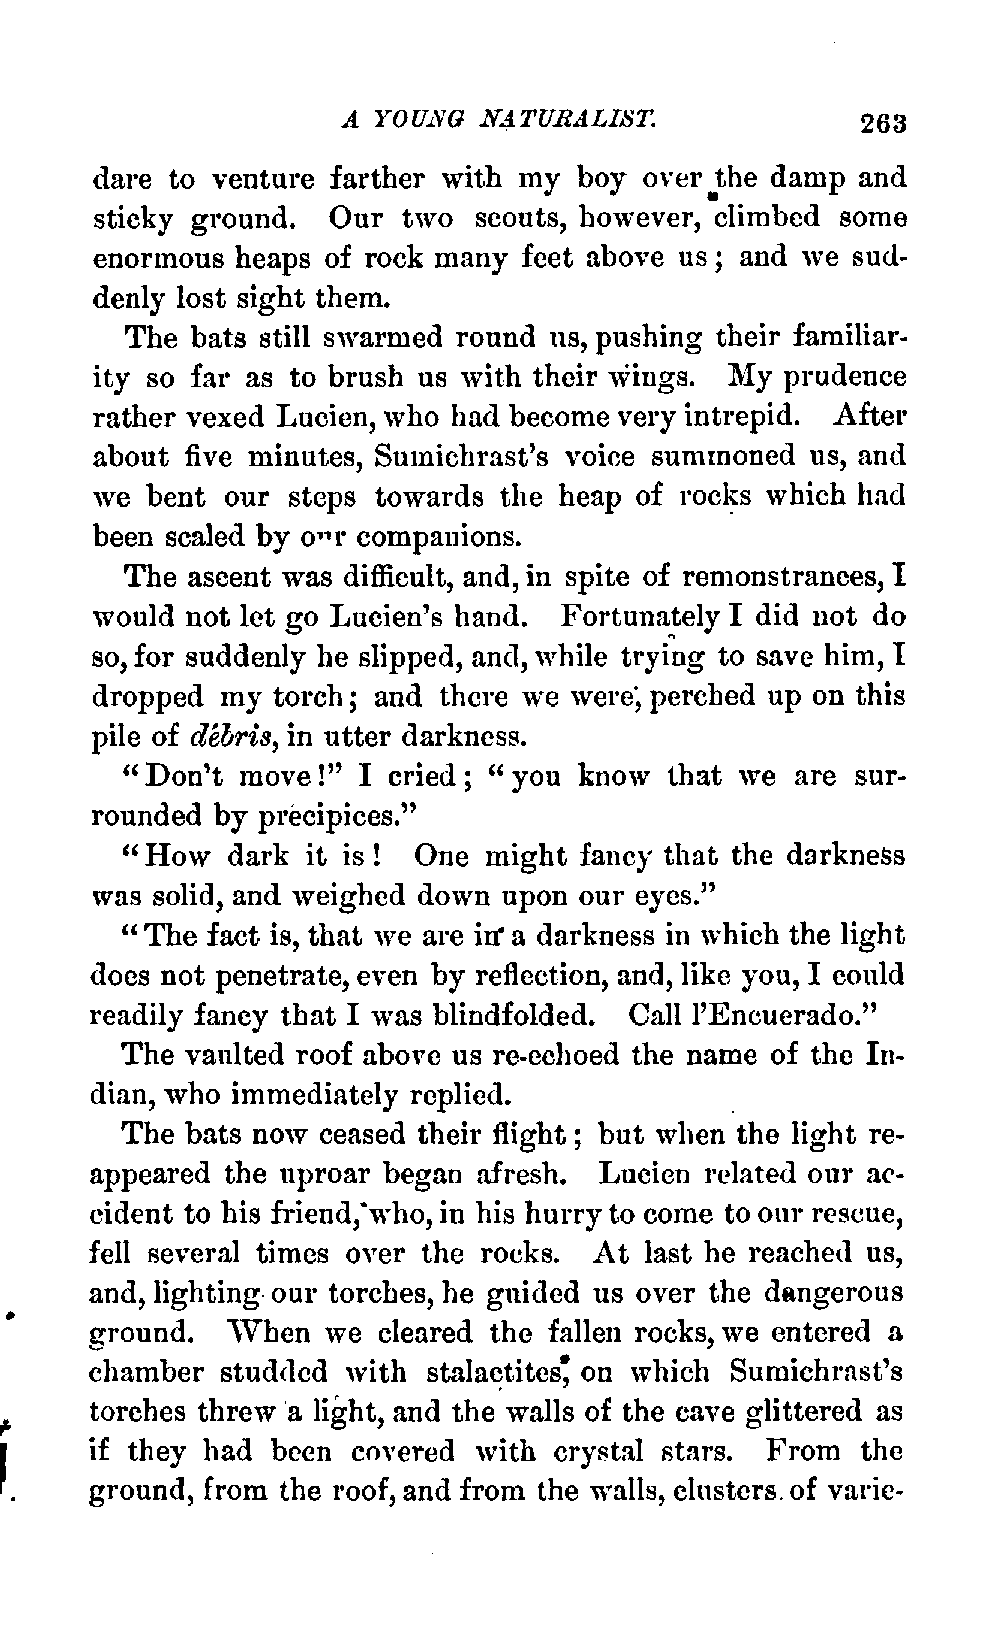 A YOUNG NATURALIST. 263
dare to venture farther with my boy over the damp and
sticky ground. Our two scouts, however, climbed some
enormous heaps of rock many feet above us; and we sud-
denly lost sight them.
The bats still swarmed round us, pushing their familiar-
ity so far as to brush us with their wings. My prudence
rather vexed Lucien, who had become very intrepid. After
about five minutes, Sumichrast's voice summoned us, and
we bent our steps towards the heap of rocks which had
been scaled by our companions.
The ascent was difficult, and, in spite of remonstrances, I
would not let go Lucien's hand. Fortunately I did not do
so, for suddenly he slipped, and, while trying to save him, I
dropped my torch; and there we were, perched up on this
pile of débris, in utter darkness.
"Don't move!" I cried; "you know that we are sur-
rounded by precipices."
"How dark it is! One might fancy that the darkness
was solid, and weighed down upon our eyes."
"The fact is, that we are in a darkness in which the light
does not penetrate, even by reflection, and, like you, I could
readily fancy that I was blindfolded. Call l'Encuerado."
The vaulted roof above us re-echoed the name of the In-
dian, who immediately replied.
The bats now ceased their flight; but when the light re-
appeared the uproar began afresh. Lucien related our ac-
cident to his friend, who, in his hurry to come to our rescue,
fell several times over the rocks. At last he reached us,
and, lighting our torches, he guided us over the dangerous
ground. When we cleared the fallen rocks, we entered a
chamber studded with stalactites, on which Sumichrast's
torches threw a light, and the walls of the cave glittered as
if they had been covered with crystal stars. From the
ground, from the roof, and from the walls, clusters of varie-